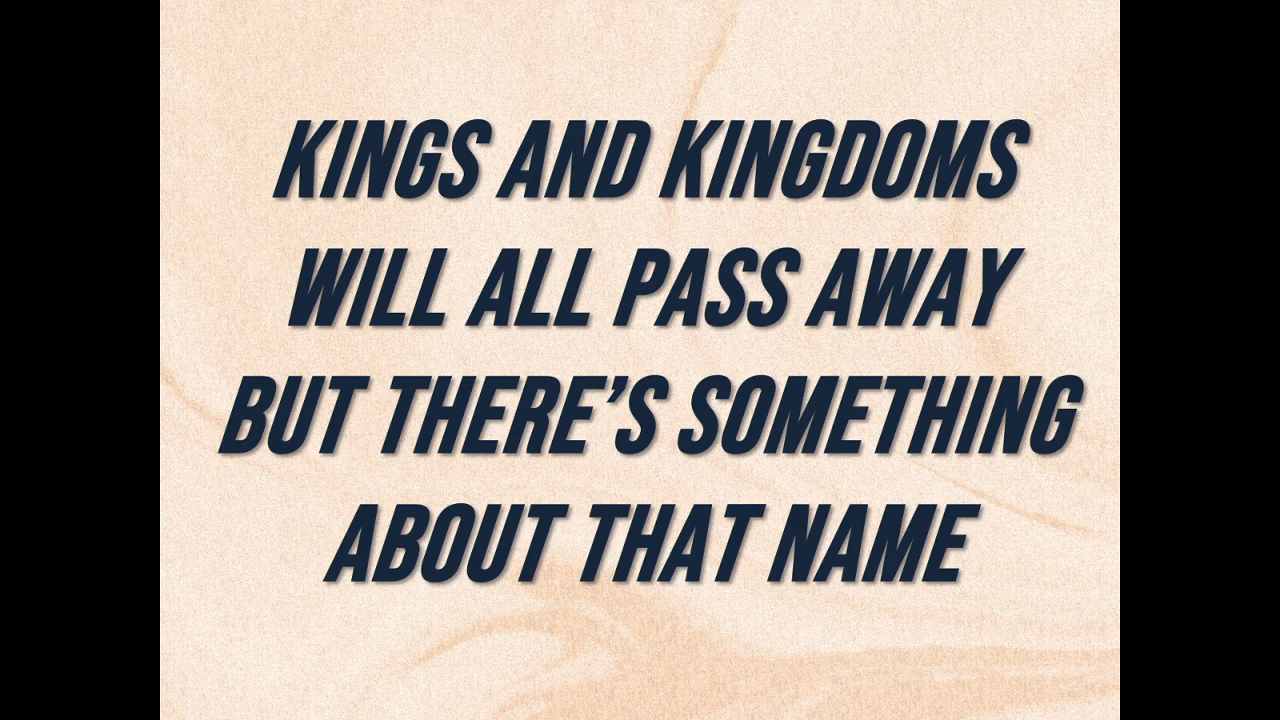 KINGS AND KINGDOMS
WILL ALL PASS AWAY
BUT THERE’S SOMETHING
ABOUT THAT NAME